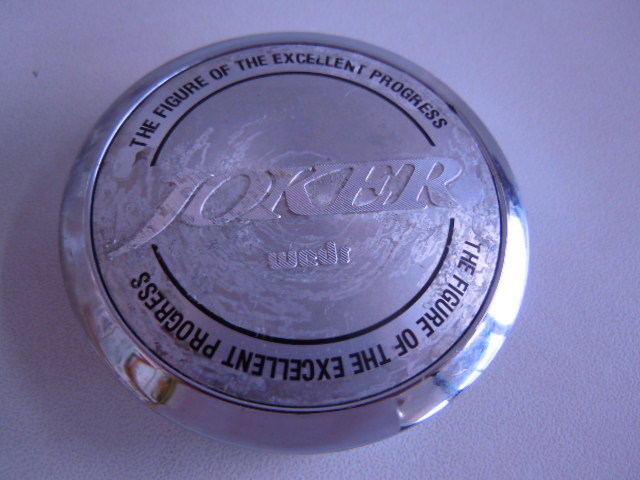 THE FIGURE OF THE EXCELLENT PROGRESS
JOKER
weds
THE FIGURE OF THE EXCELLENT PROGRESS